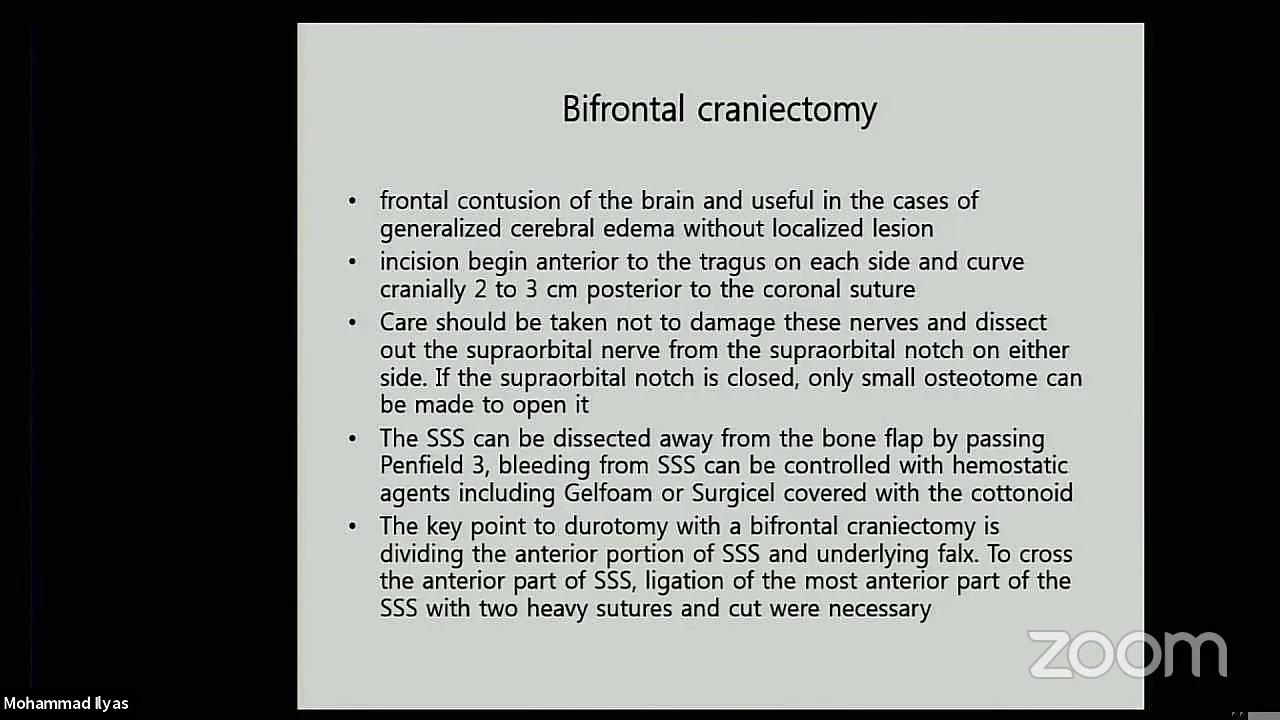 Bifrontal craniectomy
• frontal contusion of the brain and useful in the cases of
generalized cerebral edema without localized lesion
• incision begin anterior to the tragus on each side and curve
cranially 2 to 3 cm posterior to the coronal suture
• Care should be taken not to damage these nerves and dissect
out the supraorbital nerve from the supraorbital notch on either
side. If the supraorbital notch is closed, only small osteotome can
be made to open it
• The SSS can be dissected away from the bone flap by passing
Penfield 3, bleeding from SSS can be controlled with hemostatic
agents including Gelfoam or Surgicel covered with the cottonoid
• The key point to durotomy with a bifrontal craniectomy is
dividing the anterior portion of SSS and underlying falx. To cross
the anterior part of SSS, ligation of the most anterior part of the
SSS with two heavy sutures and cut were necessary
zoom
Mohammad Ilyas